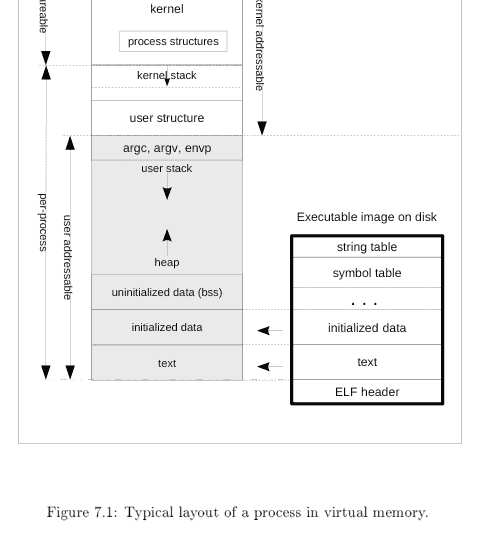 kernel
process structures
kernel stack
user structure
argc, argv, envp
user stack
heap
uninitialized data (bss)
initialized data
text
per-process
user addressable
kernel addressable
Executable image on disk
string table
symbol table
. . .
initialized data
text
ELF header
Figure 7.1: Typical layout of a process in virtual memory.